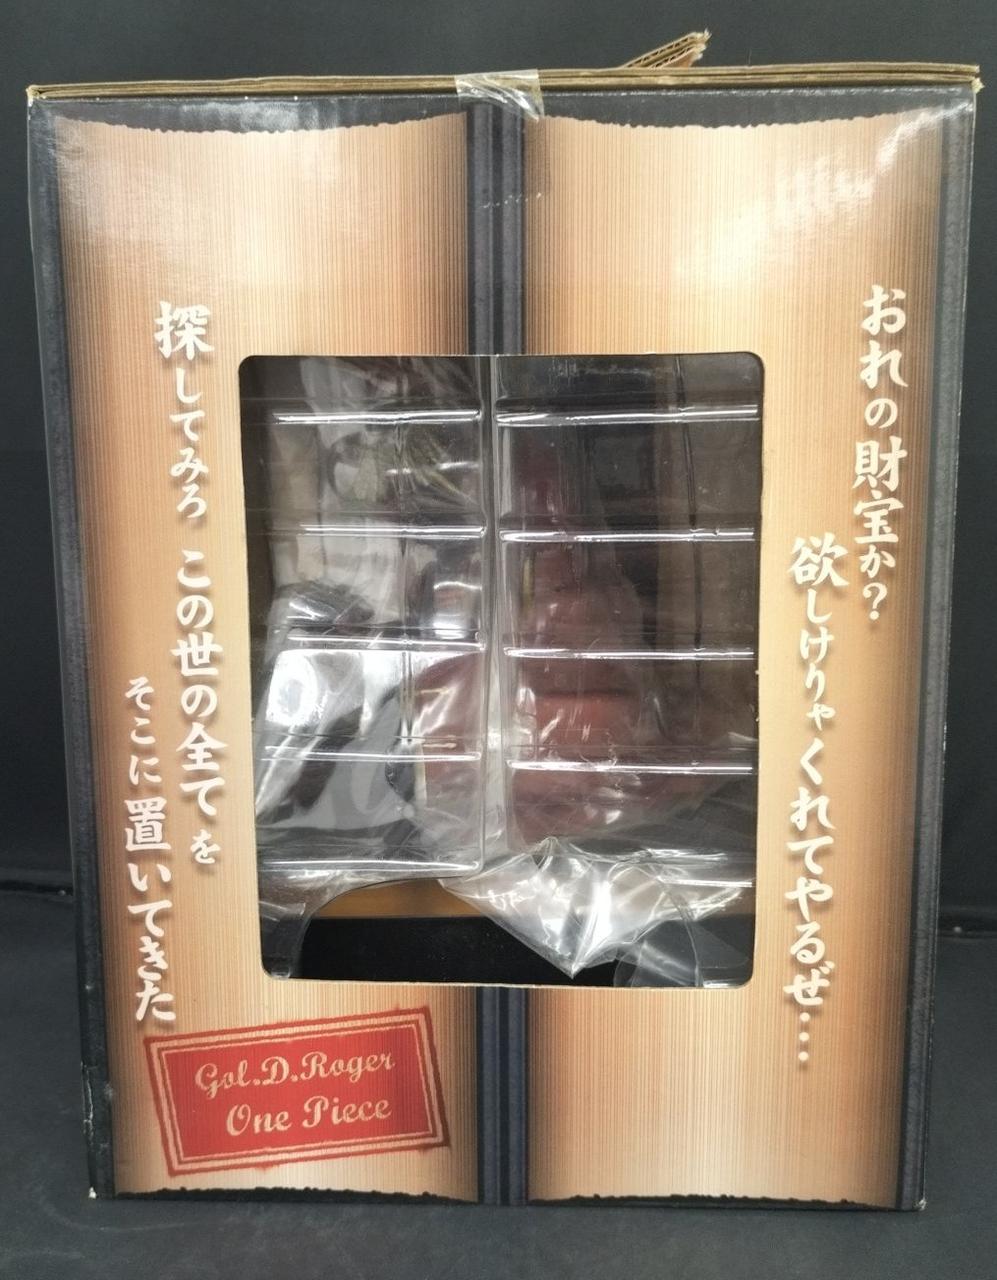 おれの財宝か?
欲しけりゃくれてやるぜ…
探してみろ この世の全てを
そこに置いてきた
Gol.D.Roger
One Piece